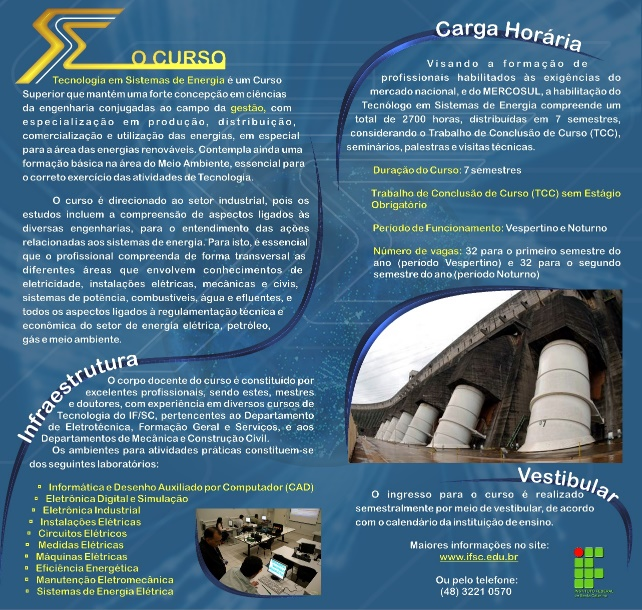 O CURSO
Tecnologia em Sistemas de Energia é um Curso
Superior que mantém uma forte concepção em ciências
da engenharia conjugadas ao campo da gestão, com
especialização em produção, distribuição,
comercialização e utilização das energias, em especial
para a área das energias renováveis. Contempla ainda uma
formação básica na área do Meio Ambiente, essencial para
o correto exercício das atividades de Tecnologia.
O curso é direcionado ao setor industrial, pois os
estudos incluem a compreensão de aspectos ligados às
diversas engenharias, para o entendimento das ações
relacionadas aos sistemas de energia. Para isto, é essencial
que o profissional compreenda de forma transversal as
diferentes áreas que envolvem conhecimentos de
eletricidade, instalações elétricas, mecânicas e civis,
sistemas de potência, combustíveis, água e efluentes, e
todos os aspectos ligados à regulamentação técnica e
econômica do setor de energia elétrica, petróleo,
gás e meio ambiente.
Infraestrutura
O corpo docente do curso é constituído por
excelentes profissionais, sendo estes, mestres
e doutores, com experiência em diversos cursos de
Tecnologia do IF/SC, pertencentes ao Departamento
de Eletrotécnica, Formação Geral e Serviços, e aos
Departamentos de Mecânica e Construção Civil.
Os ambientes para atividades práticas constituem-se
dos seguintes laboratórios:
Informática e Desenho Auxiliado por Computador (CAD)
Eletrônica Digital e Simulação
Eletrônica Industrial
Instalações Elétricas
Circuitos Elétricos
Medidas Elétricas
Máquinas Elétricas
Eficiência Energética
Manutenção Eletromecânica
Sistemas de Energia Elétrica
Carga Horária
Visando a formação de
profissionais habilitados às exigências do
mercado nacional, e do MERCOSUL, a habilitação do
Tecnólogo em Sistemas de Energia compreende um
total de 2700 horas, distribuídas em 7 semestres,
considerando o Trabalho de Conclusão de Curso (TCC),
seminários, palestras e visitas técnicas.
Duração do Curso: 7 semestres
Trabalho de Conclusão de Curso (TCC) sem Estágio
Obrigatório
Período de Funcionamento: Vespertino e Noturno
Número de vagas: 32 para o primeiro semestre do
ano (período Vespertino) e 32 para o segundo
semestre do ano (período Noturno)
Vestibular
O ingresso para o curso é realizado
semestralmente por meio de vestibular, de acordo
com o calendário da instituição de ensino.
Maiores informações no site:
www.ifsc.edu.br
Ou pelo telefone:
(48) 3221 0570
INSTITUTO FEDERAL